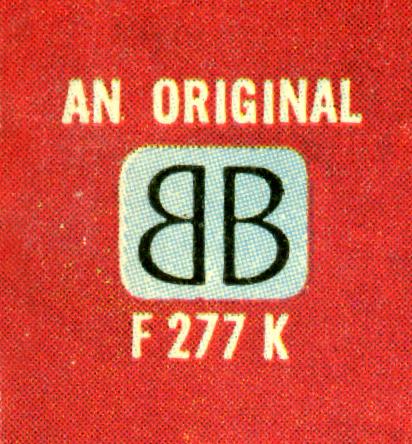 AN ORIGINAL
BB
F 277 K